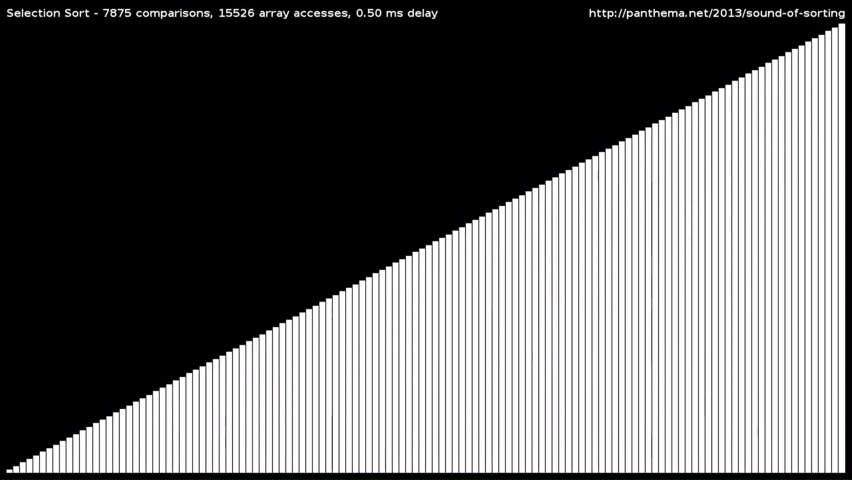 Selection Sort - 7875 comparisons, 15526 array accesses, 0.50 ms delay
http://panthema.net/2013/sound-of-sorting